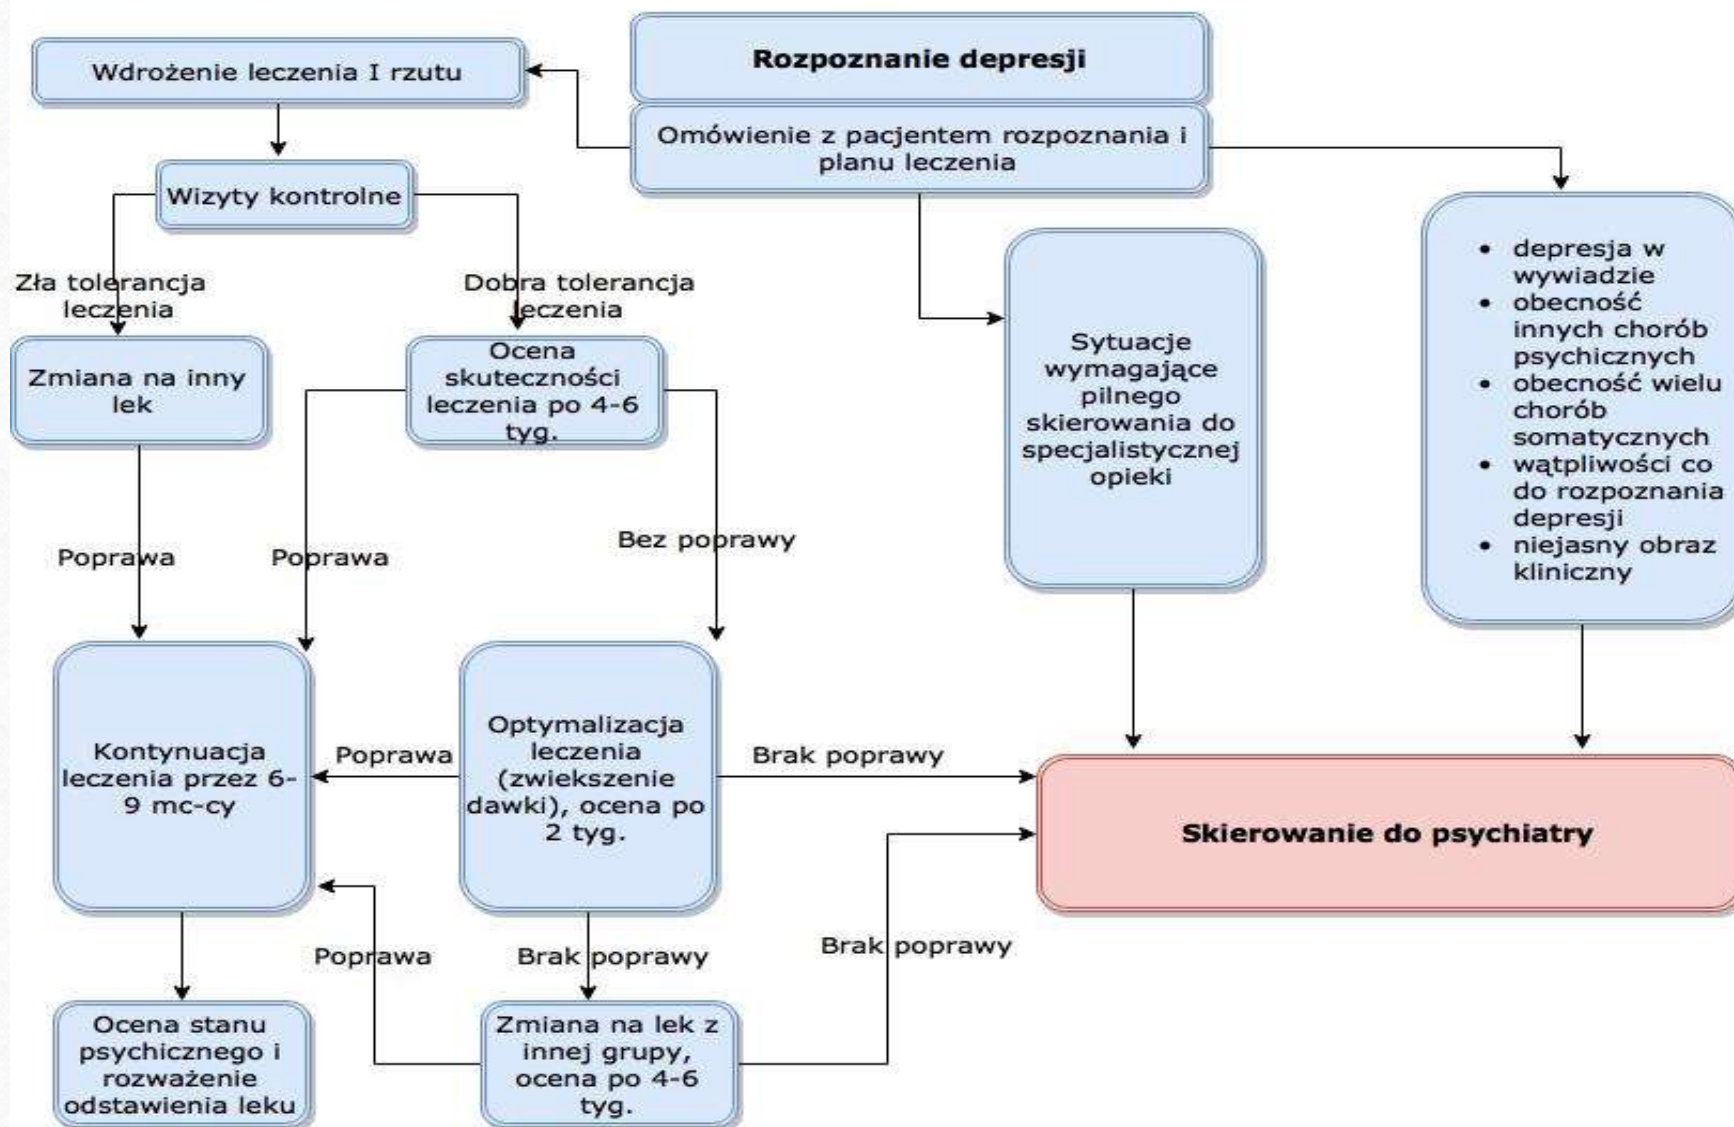 Rozpoznanie depresji
Omówienie z pacjentem rozpoznania i
planu leczenia
Wdrożenie leczenia I rzutu
Wizyty kontrolne
Zła tolerancja
leczenia
Dobra tolerancja
leczenia
Zmiana na inny
lek
Ocena
skuteczności
leczenia po 4-6
tyg.
Sytuacje
wymagające
pilnego
skierowania do
specjalistycznej
opieki
• depresja w
wywiadzie
• obecność
innych chorób
psychicznych
• obecność wielu
chorób
somatycznych
• wątpliwości co
do rozpoznania
depresji
• niejasny obraz
kliniczny
Poprawa
Poprawa
Bez poprawy
Kontynuacja
leczenia przez 6-
9 mc-cy
Poprawa
Optymalizacja
leczenia
(zwiekszenie
dawki), ocena po
2 tyg.
Brak poprawy
Skierowanie do psychiatry
Poprawa
Brak poprawy
Brak poprawy
Ocena stanu
psychicznego i
rozważenie
odstawienia leku
Zmiana na lek z
innej grupy,
ocena po 4-6
tyg.